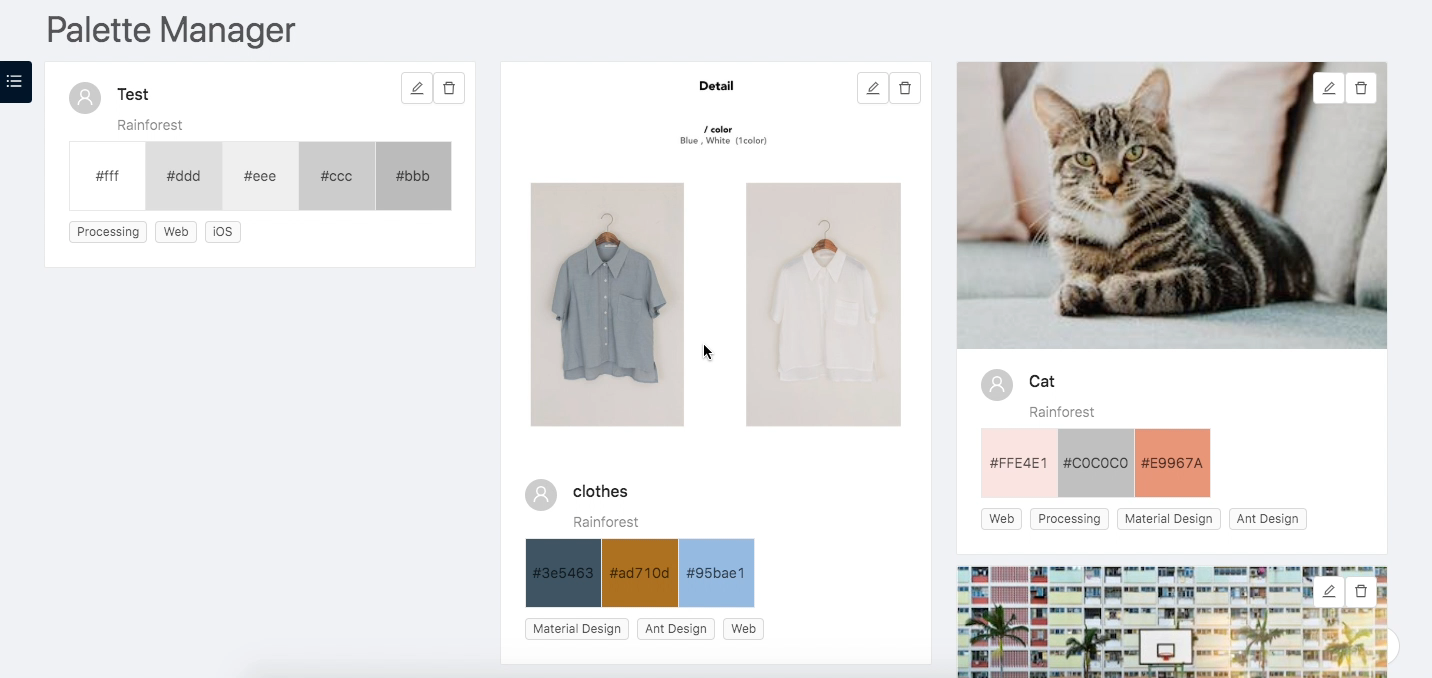 Palette Manager
Test
Rainforest
#fff
#ddd
#eee
#ccc
#bbb
Processing
Web
iOS
Detail
/ color
Blue , White (1color)
clothes
Rainforest
#3e5463
#ad710d
#95bae1
Material Design
Ant Design
Web
Cat
Rainforest
#FFE4E1
#C0C0C0
#E9967A
Web
Processing
Material Design
Ant Design